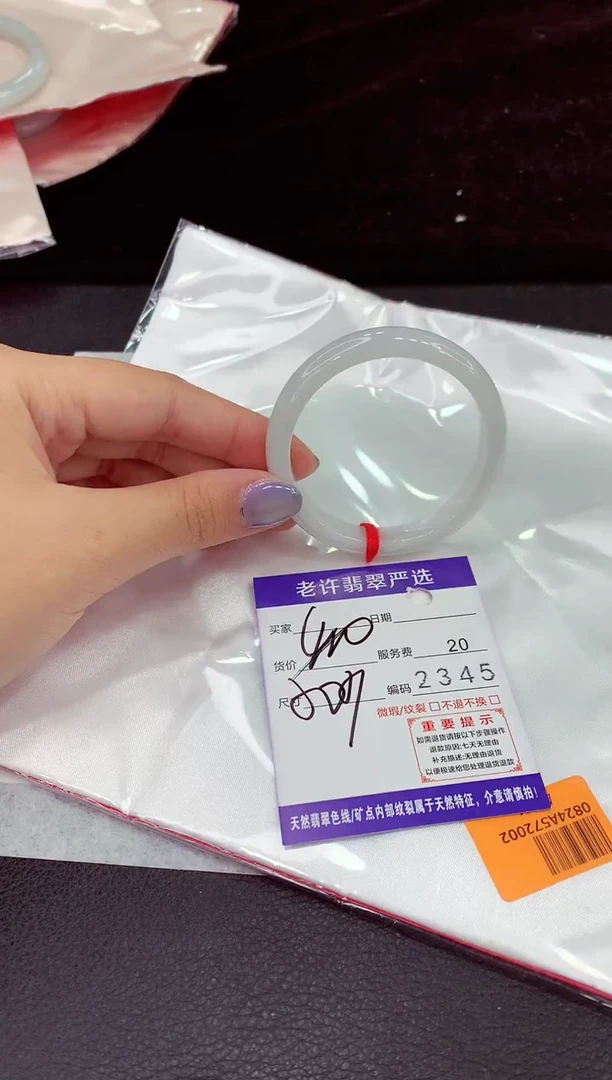 老许翡翠严选
买家 日期
440
货价 服务费 20
尺寸 编码 2345
微瑕/纹裂 不退不换
重要提示
如需退货请按以下步骤操作
退款原因:七天无理由
补充描述:无理由退货
以便极速给您处理退货退款
天然翡翠色线/矿点内部纹裂属于天然特征，介意请慎拍!
0824A572002